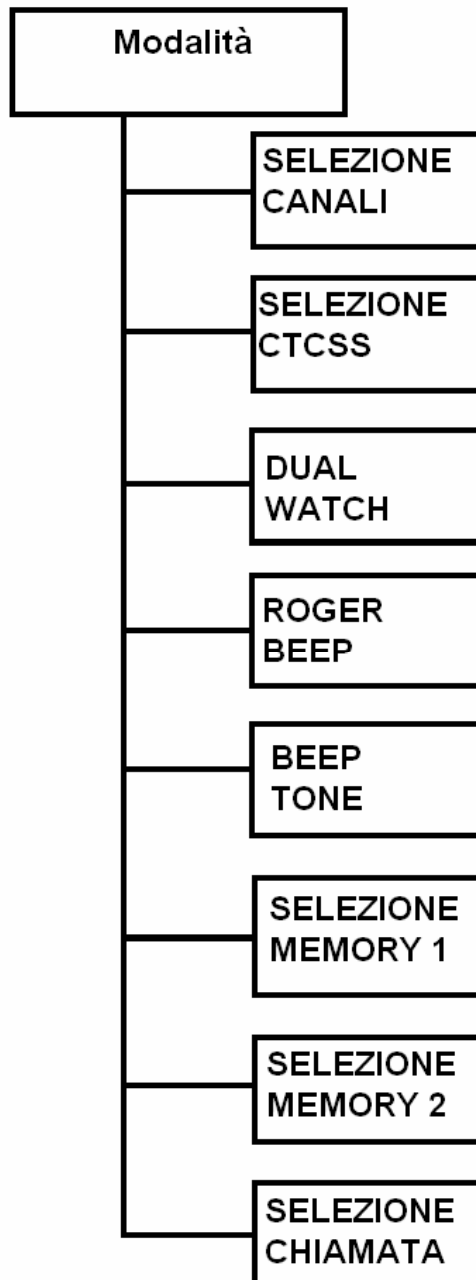 Modalità
SELEZIONE
CANALI
SELEZIONE
CTCSS
DUAL
WATCH
ROGER
BEEP
BEEP
TONE
SELEZIONE
MEMORY 1
SELEZIONE
MEMORY 2
SELEZIONE
CHIAMATA